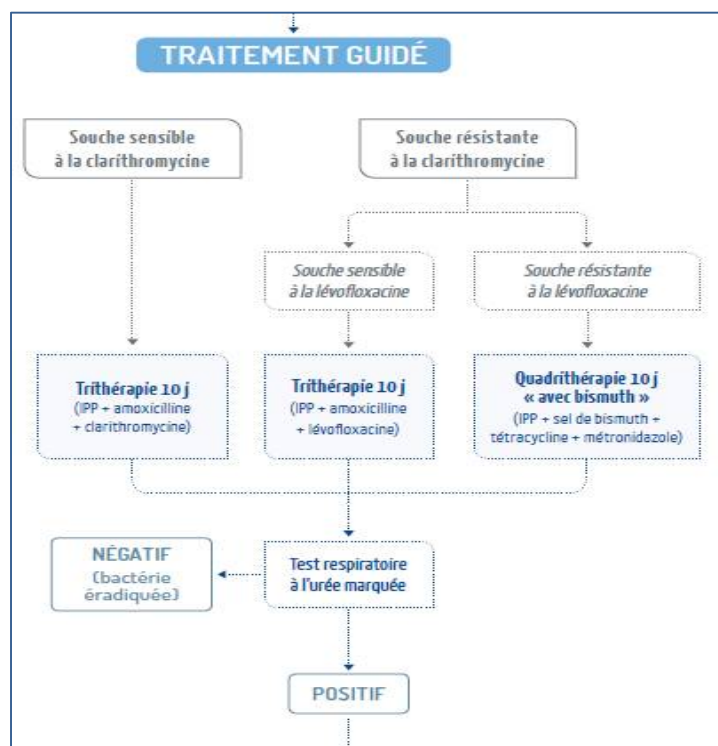 TRAITEMENT GUIDÉ
Souche sensible
à la clarithromycine
Souche résistante
à la clarithromycine
Souche sensible
à la lévofloxacine
Souche résistante
à la lévofloxacine
Trithérapie 10 j
(IPP + amoxicilline
+ clarithromycine)
Trithérapie 10 j
(IPP + amoxicilline
+ lévofloxacine)
Quadrithérapie 10 j
« avec bismuth »
(IPP + sel de bismuth +
tétracycline + métronidazole)
NÉGATIF
(bactérie
éradiquée)
Test respiratoire
à l'urée marquée
POSITIF